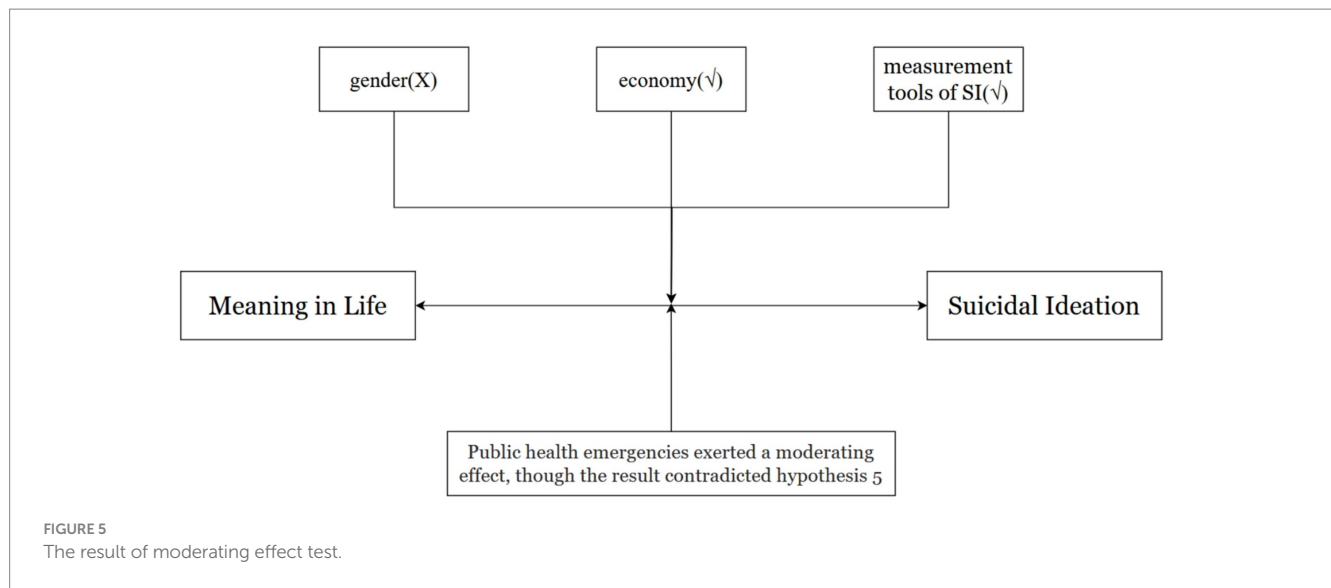 gender(X)
economy(√)
measurement
tools of SI(√)
Meaning in Life
Suicidal Ideation
Public health emergencies exerted a moderating
effect, though the result contradicted hypothesis 5
FIGURE 5
The result of moderating effect test.